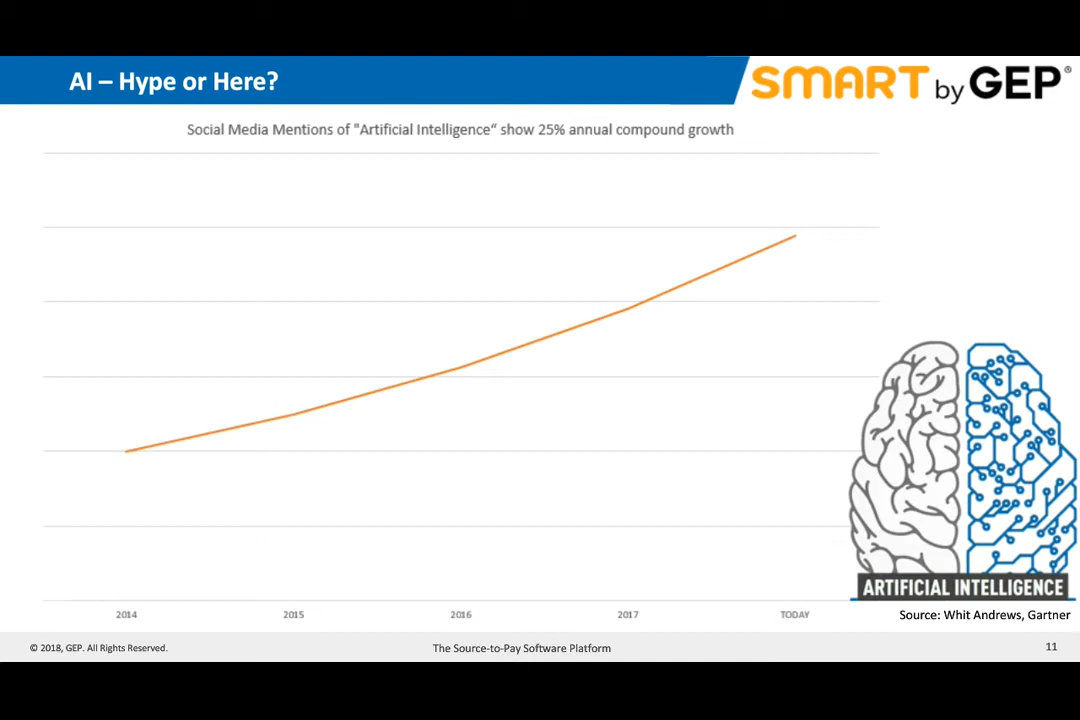 AI – Hype or Here?
SMART by GEP®
Social Media Mentions of "Artificial Intelligence“ show 25% annual compound growth
ARTIFICIAL INTELLIGENCE
2014 2015 2016 2017 TODAY
Source: Whit Andrews, Gartner
© 2018, GEP. All Rights Reserved.
The Source-to-Pay Software Platform
11